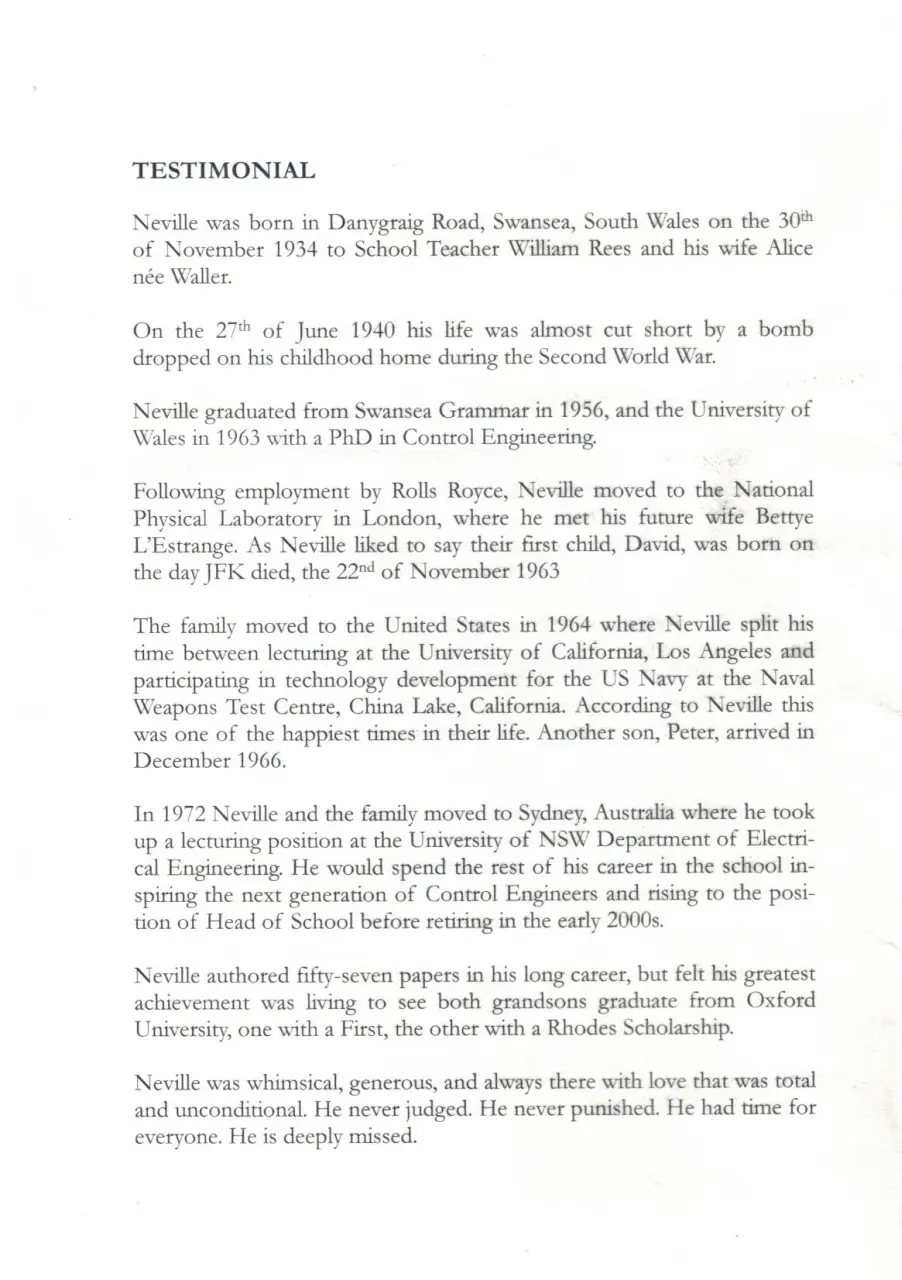 TESTIMONIAL
Neville was born in Danygraig Road, Swansea, South Wales on the 30th
of November 1934 to School Teacher William Rees and his wife Alice
née Waller.
On the 27th of June 1940 his life was almost cut short by a bomb
dropped on his childhood home during the Second World War.
Neville graduated from Swansea Grammar in 1956, and the University of
Wales in 1963 with a PhD in Control Engineering.
Following employment by Rolls Royce, Neville moved to the National
Physical Laboratory in London, where he met his future wife Bettye
L'Estrange. As Neville liked to say their first child, David, was born on
the day JFK died, the 22nd of November 1963
The family moved to the United States in 1964 where Neville split his
time between lecturing at the University of California, Los Angeles and
participating in technology development for the US Navy at the Naval
Weapons Test Centre, China Lake, California. According to Neville this
was one of the happiest times in their life. Another son, Peter, arrived in
December 1966.
In 1972 Neville and the family moved to Sydney, Australia where he took
up a lecturing position at the University of NSW Department of Electri-
cal Engineering. He would spend the rest of his career in the school in-
spiring the next generation of Control Engineers and rising to the posi-
tion of Head of School before retiring in the early 2000s.
Neville authored fifty-seven papers in his long career, but felt his greatest
achievement was living to see both grandsons graduate from Oxford
University, one with a First, the other with a Rhodes Scholarship.
Neville was whimsical, generous, and always there with love that was total
and unconditional. He never judged. He never punished. He had time for
everyone. He is deeply missed.